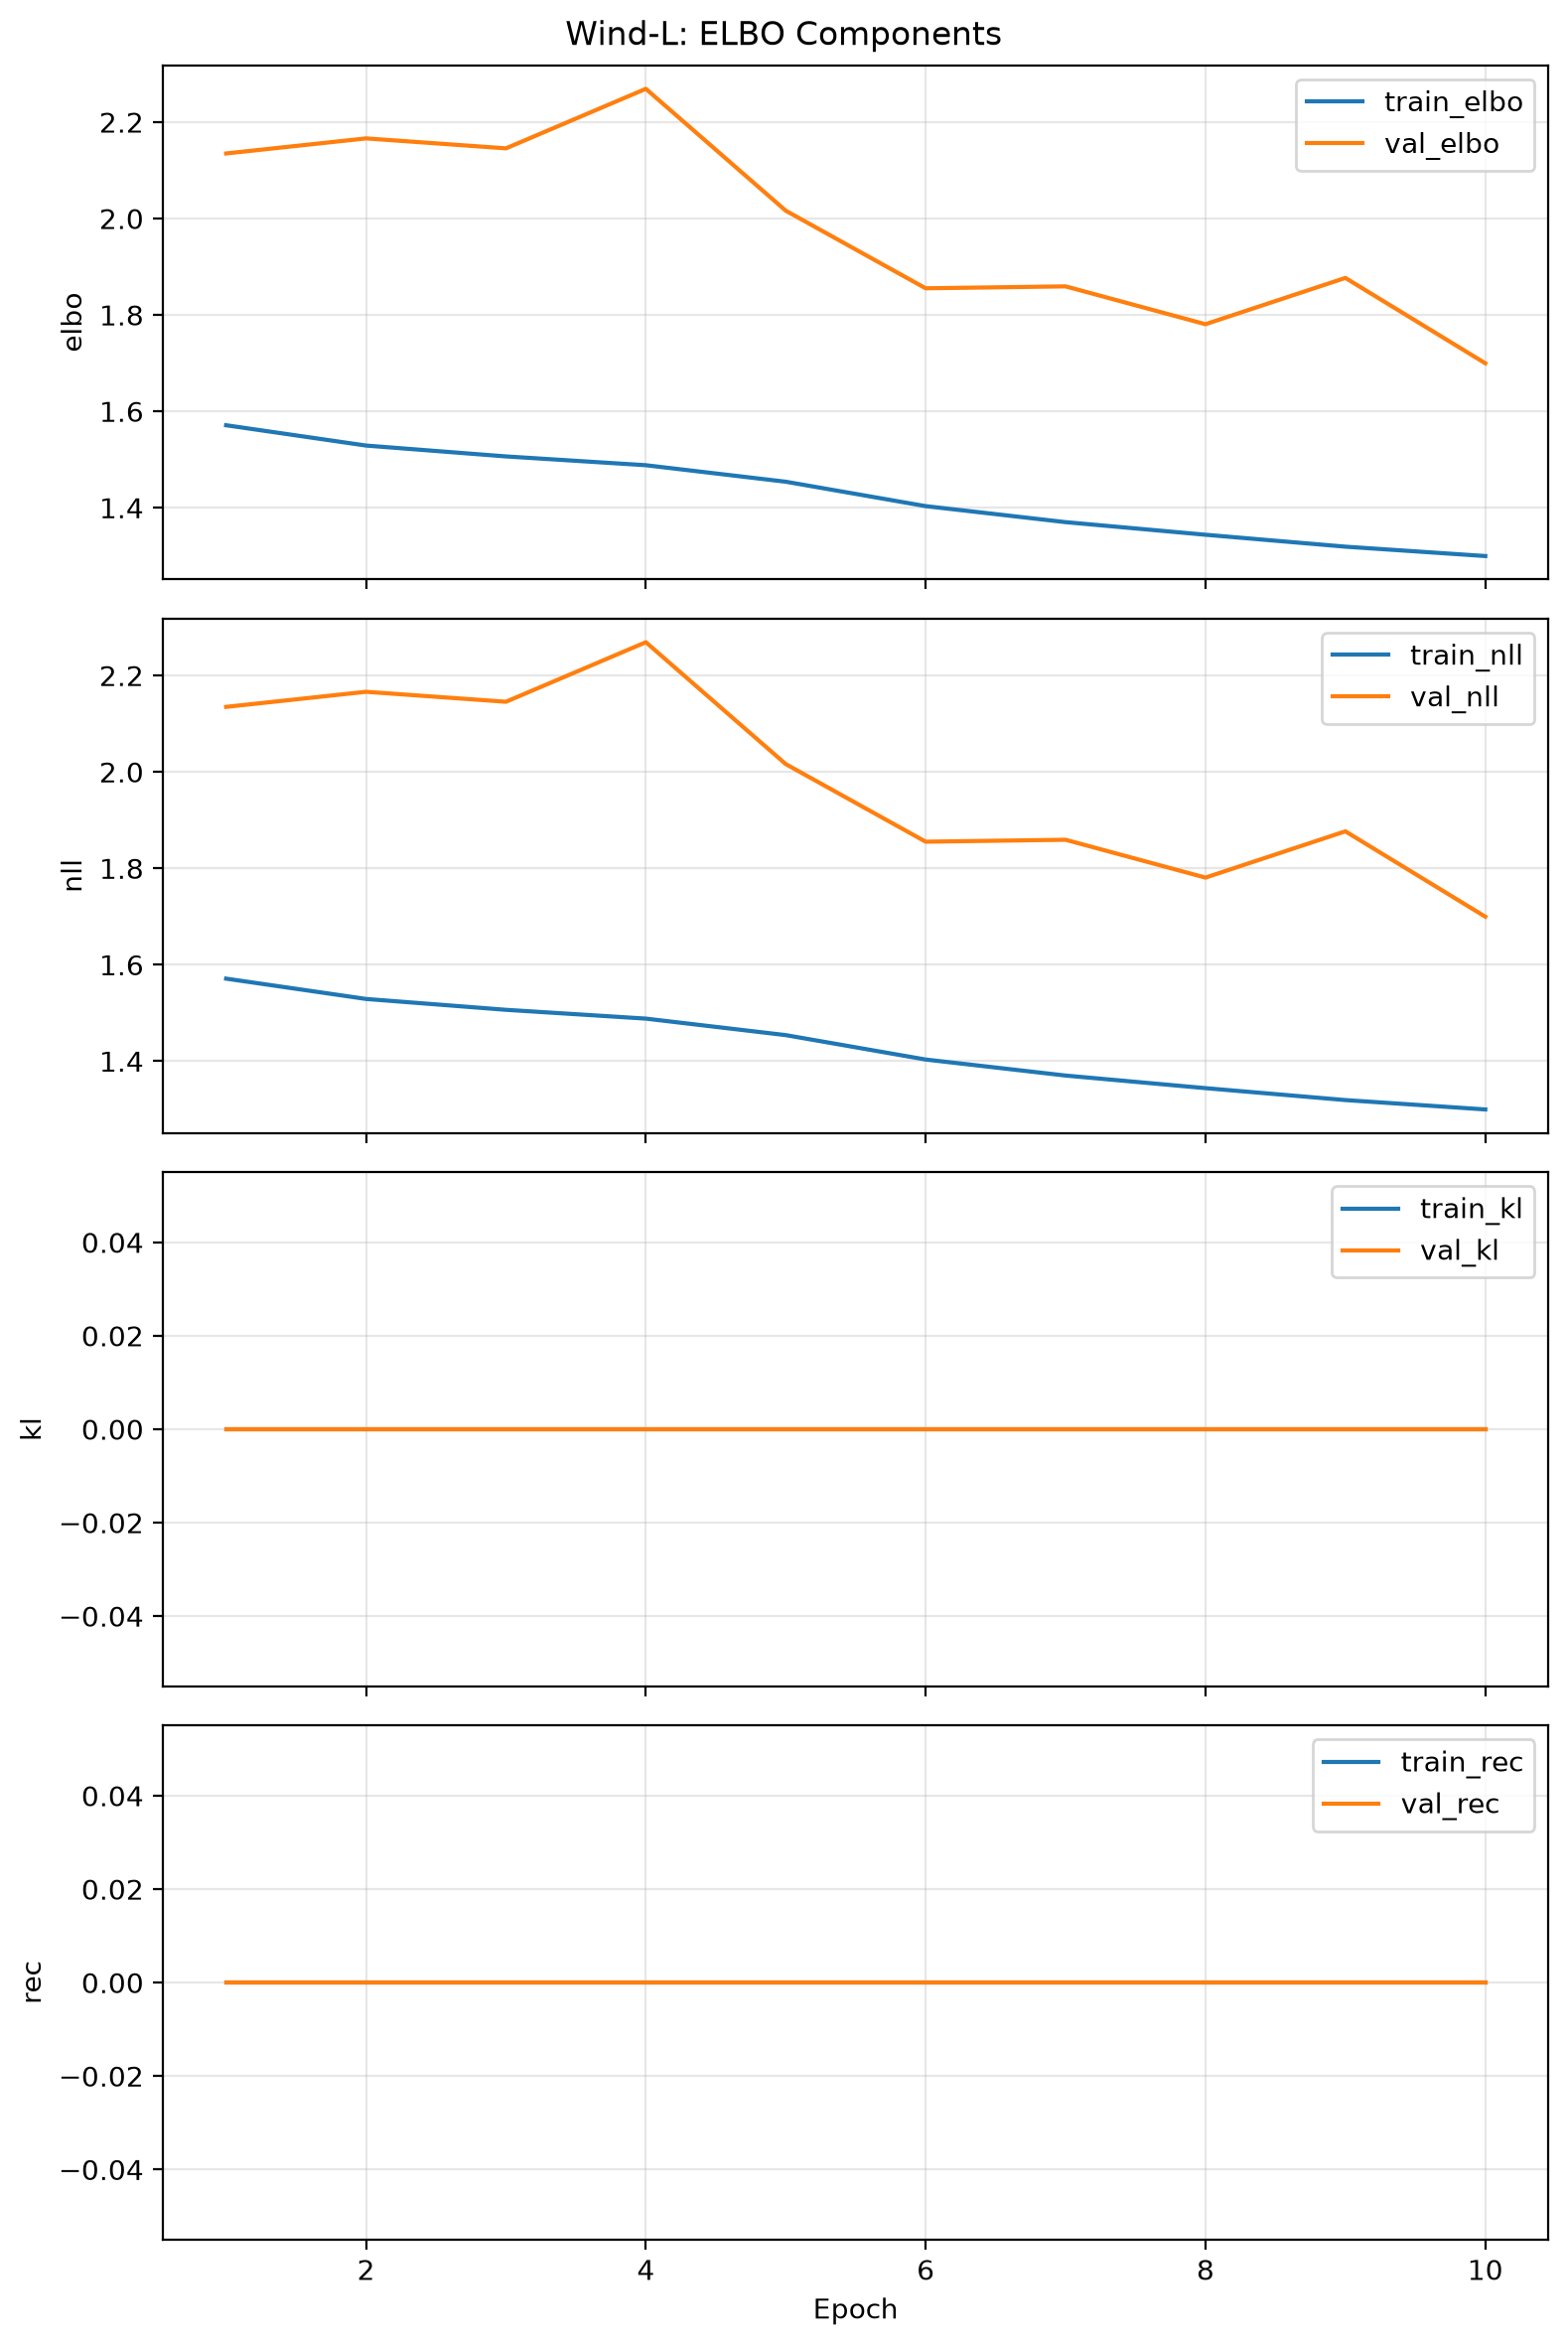 Wind-L: ELBO Components
train_elbo
val_elbo
elbo
2.2
2.0
1.8
1.6
1.4
train_nll
val_nll
nll
2.2
2.0
1.8
1.6
1.4
train_kl
val_kl
kl
0.04
0.02
0.00
−0.02
−0.04
train_rec
val_rec
rec
0.04
0.02
0.00
−0.02
−0.04
2 4 6 8 10
Epoch